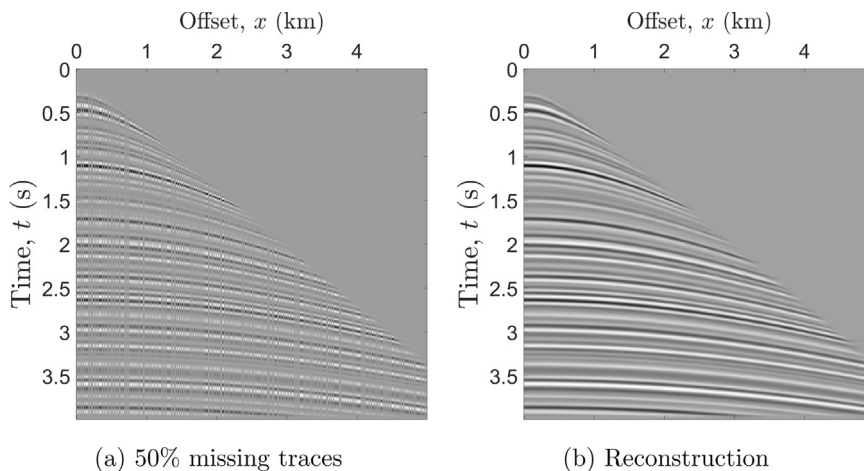 Offset, x (km)
0 1 2 3 4
0
0.5
1
1.5
2
2.5
3
3.5
Time, t (s)
(a) 50% missing traces
Offset, x (km)
0 1 2 3 4
0
0.5
1
1.5
2
2.5
3
3.5
Time, t (s)
(b) Reconstruction